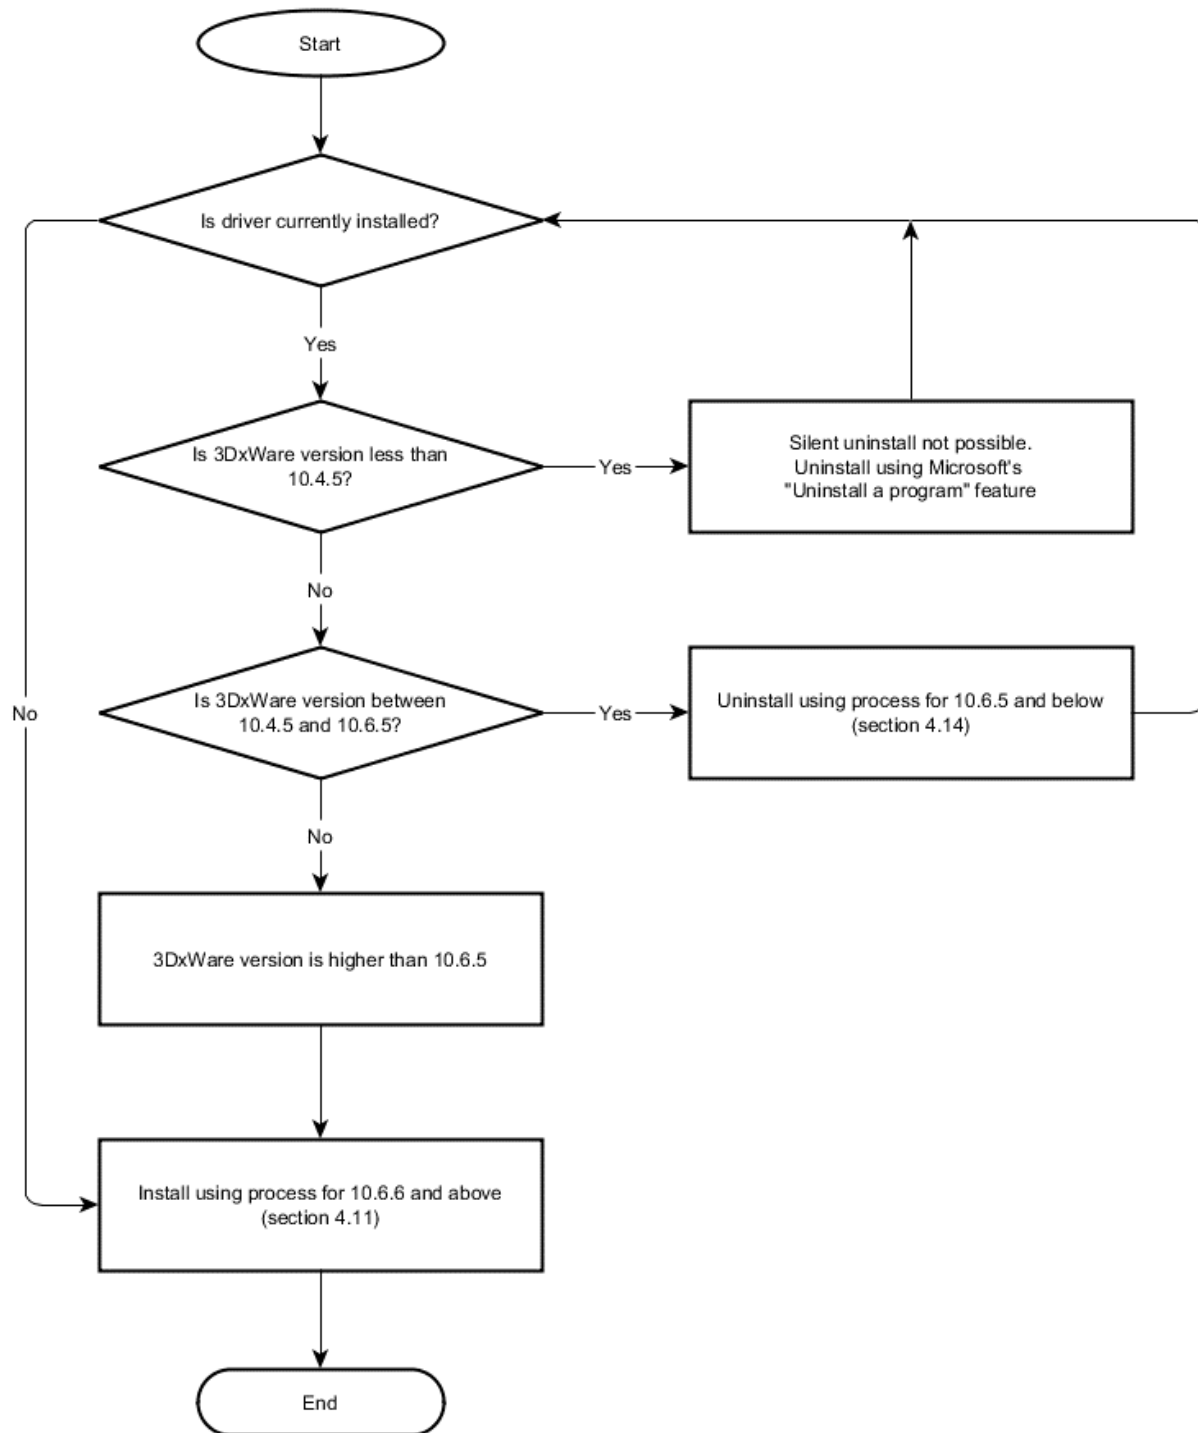 Start
Is driver currently installed?
Yes
Is 3DxWare version less than
10.4.5?
Yes
Silent uninstall not possible.
Uninstall using Microsoft's
"Uninstall a program" feature
No
Is 3DxWare version between
10.4.5 and 10.6.5?
Yes
Uninstall using process for 10.6.5 and below
(section 4.14)
No
No
3DxWare version is higher than 10.6.5
Install using process for 10.6.6 and above
(section 4.11)
End